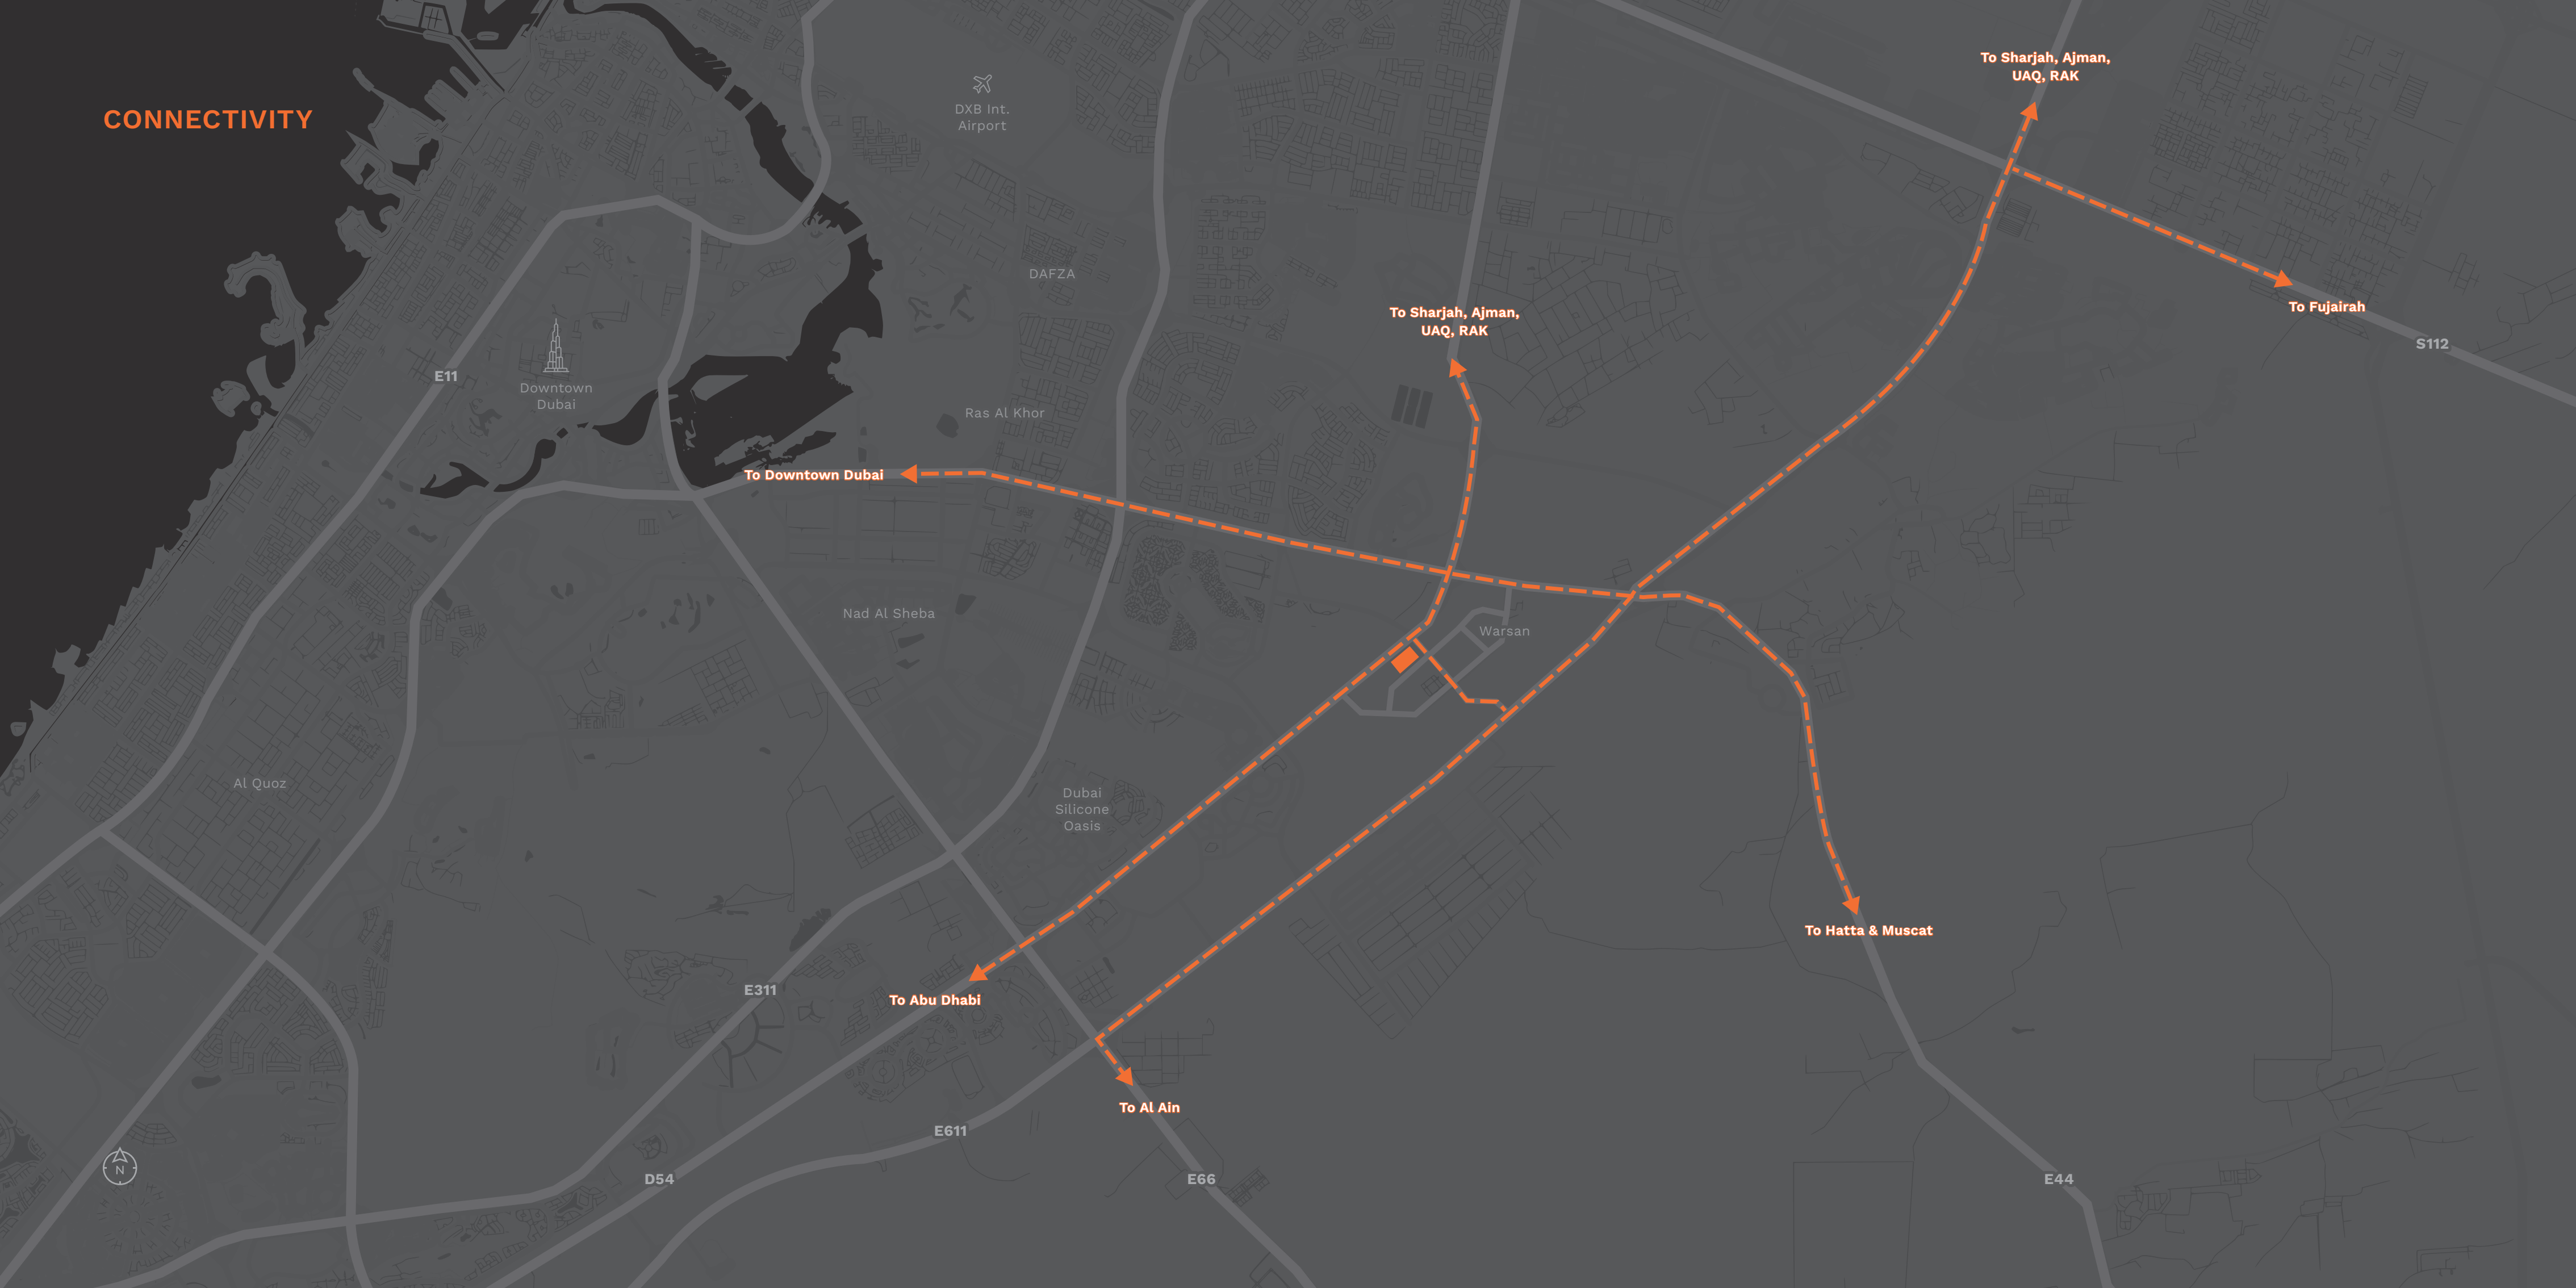 CONNECTIVITY
To Sharjah, Ajman,
UAQ, RAK
DXB Int.
Airport
DAFZA
To Fujairah
To Sharjah, Ajman,
UAQ, RAK
S112
E11
Downtown
Dubai
Ras Al Khor
To Downtown Dubai
Nad Al Sheba
Warsan
Al Quoz
Dubai
Silicone
Oasis
To Hatta & Muscat
E311
To Abu Dhabi
To Al Ain
E611
N
D54
E66
E44